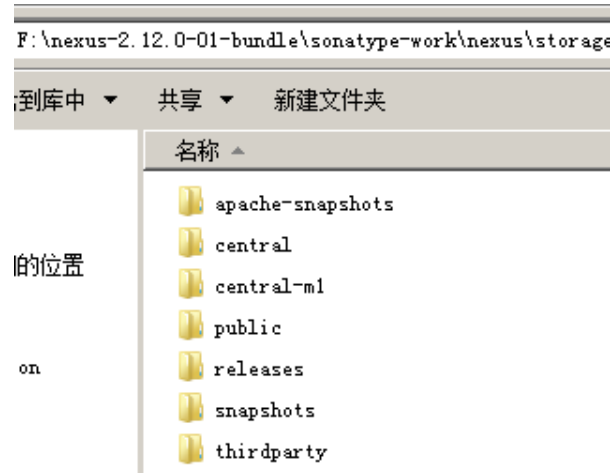 F:\nexus-2.12.0-01-bundle\sonatype-work\nexus\storage
到库中 共享 新建文件夹
名称
apache-snapshots
central
的位置
central-m1
public
on
releases
snapshots
thirdparty